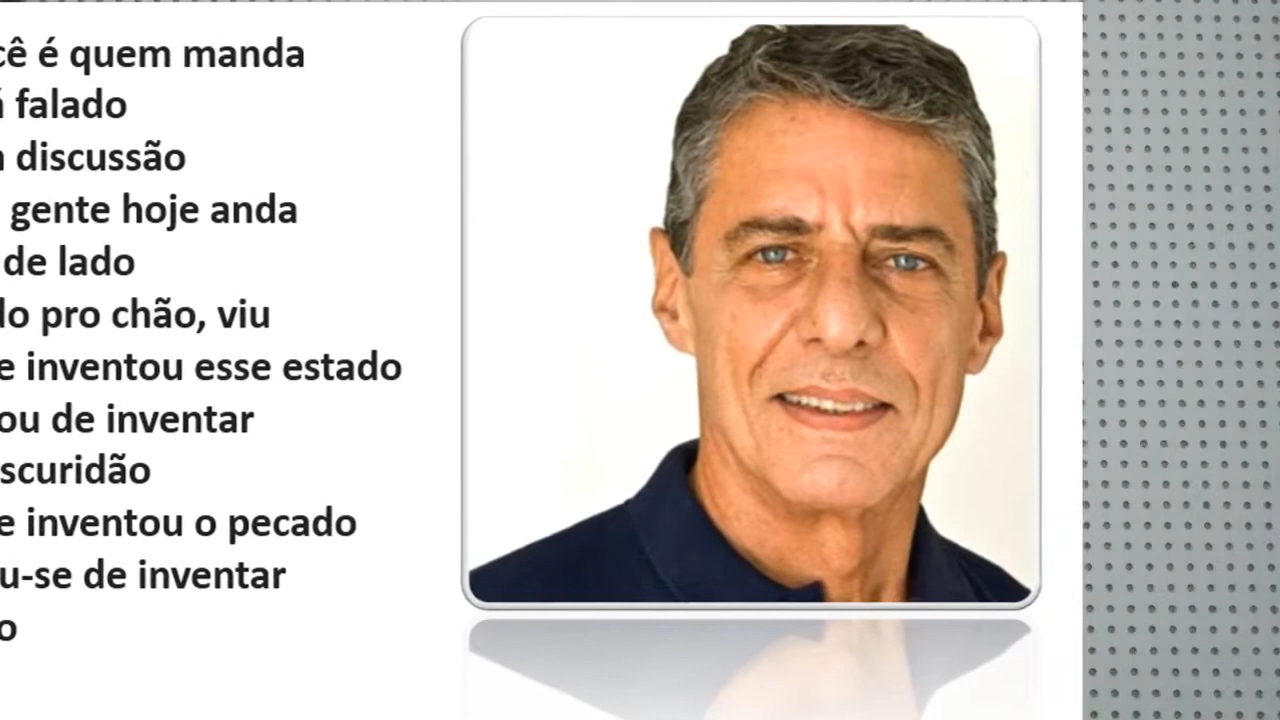 cê é quem manda
falado
discussão
gente hoje anda
de lado
do pro chão, viu
e inventou esse estado
ou de inventar
scuridão
e inventou o pecado
u-se de inventar
o